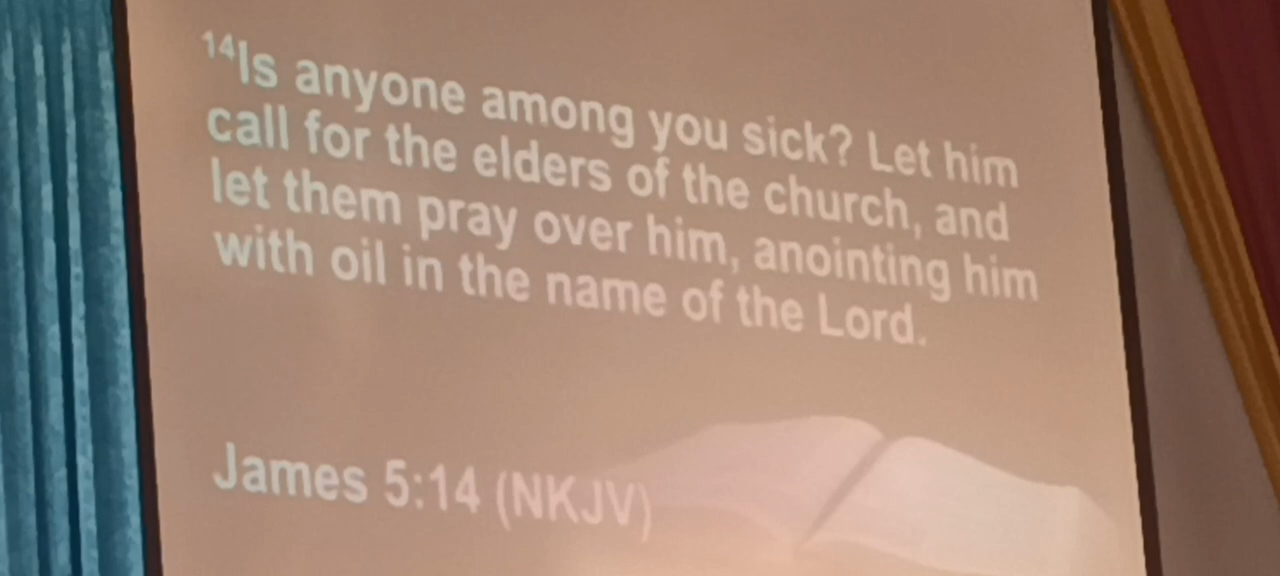 14Is anyone among you sick? Let him
call for the elders of the church, and
let them pray over him, anointing him
with oil in the name of the Lord.
James 5:14 (NKJV)